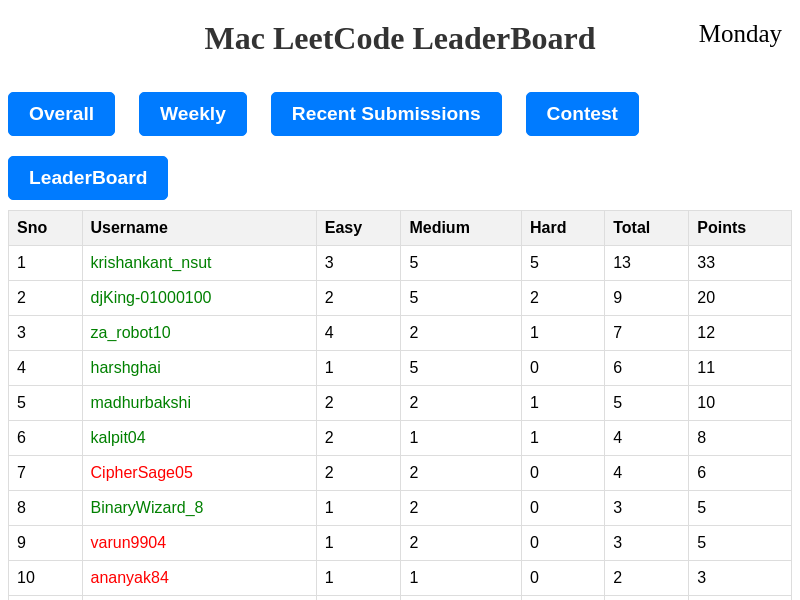 Mac LeetCode LeaderBoard
Monday
Overall Weekly Recent Submissions Contest
LeaderBoard
Sno Username Easy Medium Hard Total Points
1 krishankant_nsut 3 5 5 13 33
2 djKing-01000100 2 5 2 9 20
3 za_robot10 4 2 1 7 12
4 harshghai 1 5 0 6 11
5 madhurbakshi 2 2 1 5 10
6 kalpit04 2 1 1 4 8
7 CipherSage05 2 2 0 4 6
8 BinaryWizard_8 1 2 0 3 5
9 varun9904 1 2 0 3 5
10 ananyak84 1 1 0 2 3